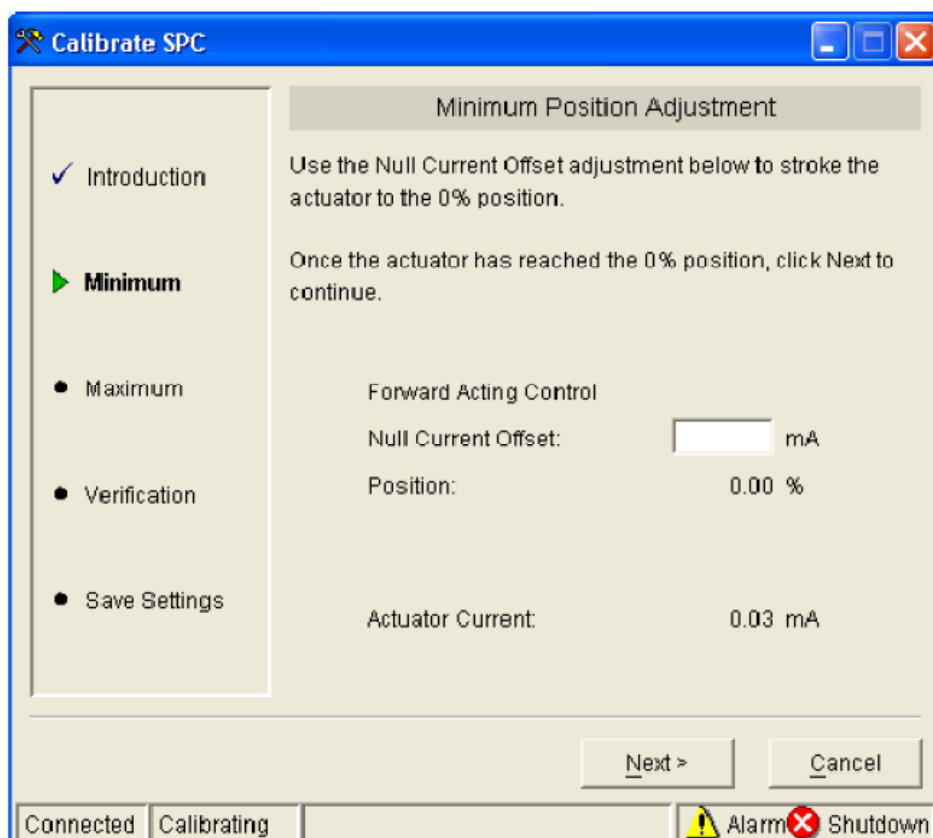 Calibrate SPC
Introduction
Minimum
Maximum
Verification
Save Settings
Minimum Position Adjustment
Use the Null Current Offset adjustment below to stroke the
actuator to the 0% position.
Once the actuator has reached the 0% position, click Next to
continue.
Forward Acting Control
Null Current Offset: mA
Position: 0.00 %
Actuator Current: 0.03 mA
Next > Cancel
Connected Calibrating Alarm Shutdown